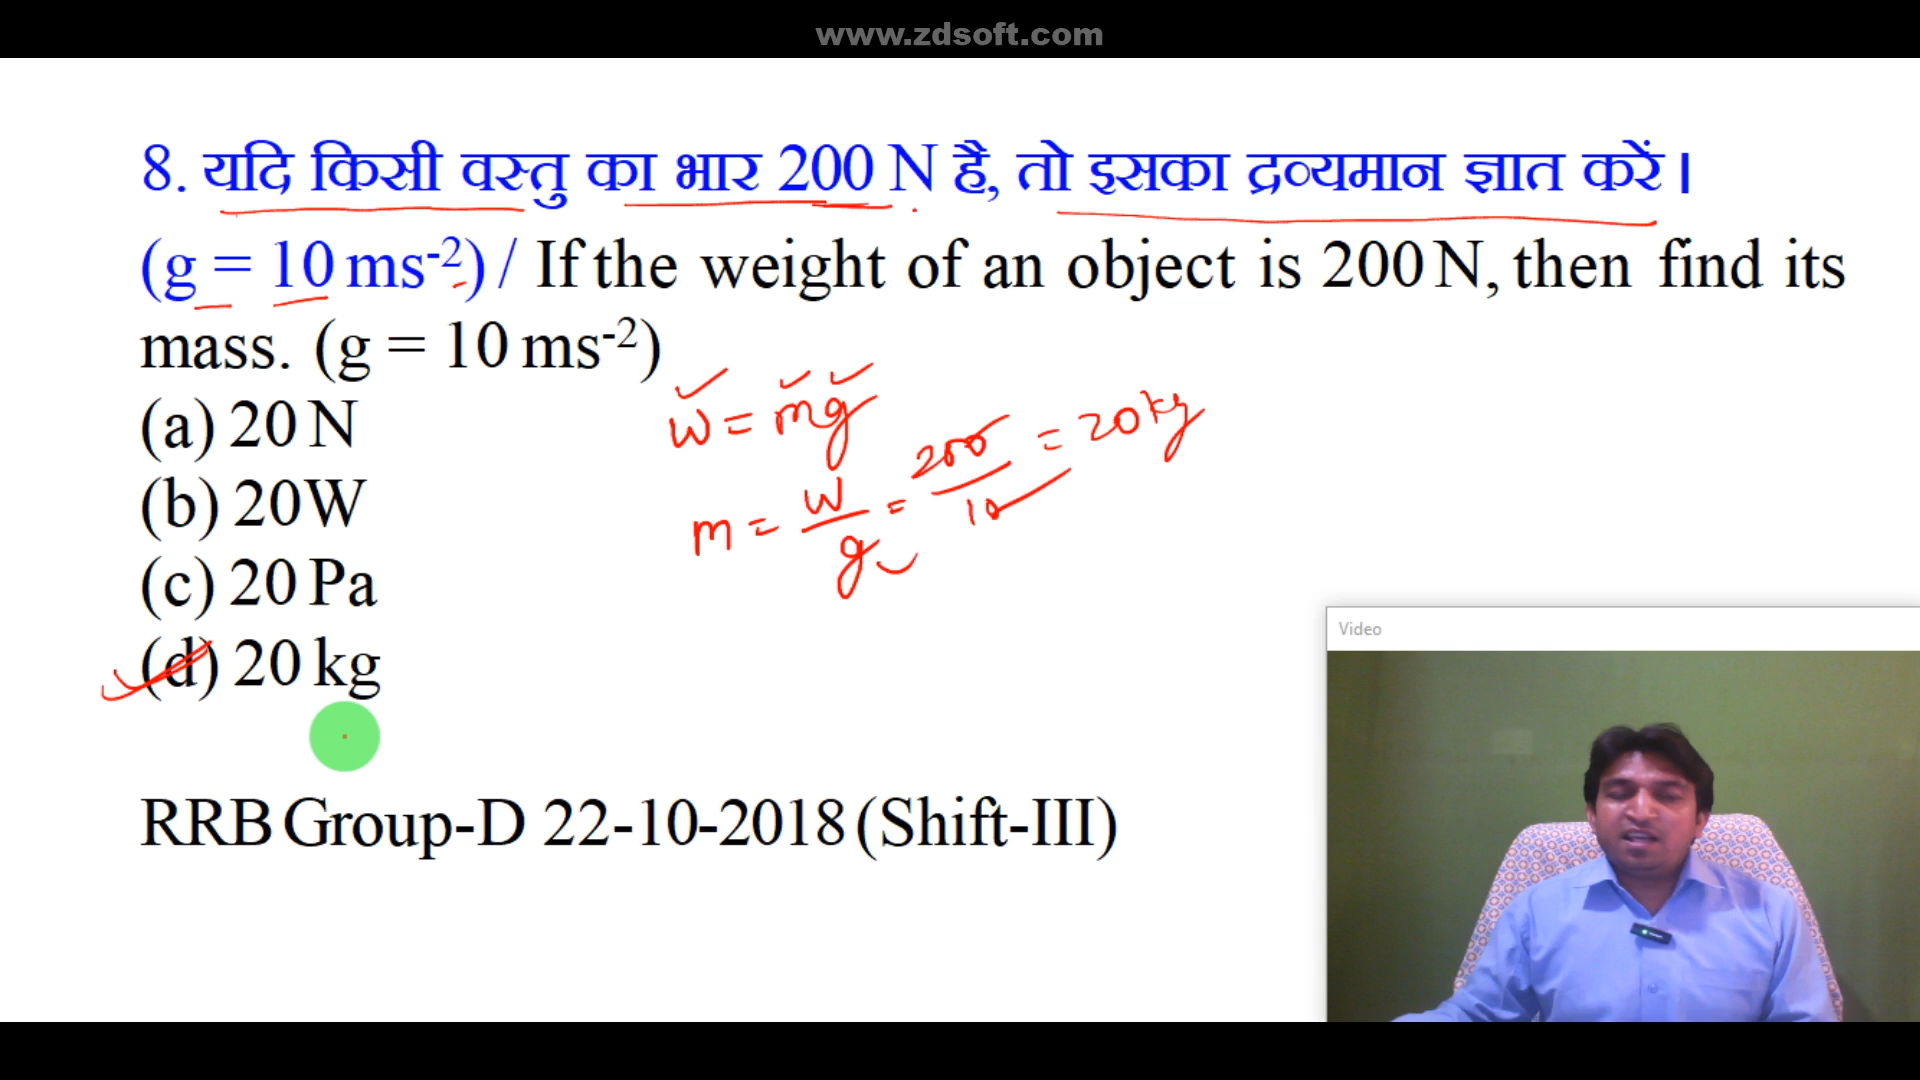 www.zdsoft.com
8. यदि किसी वस्तु का भार 200 N है, तो इसका द्रव्यमान ज्ञात करें।
(g = 10 ms-2) / If the weight of an object is 200 N, then find its
mass. (g = 10 ms-2)
w = mg
(a) 20 N
m = w/g = 200/10 = 20 kg
(b) 20W
(c) 20 Pa
(d) 20 kg
Video
RRB Group-D 22-10-2018 (Shift-III)